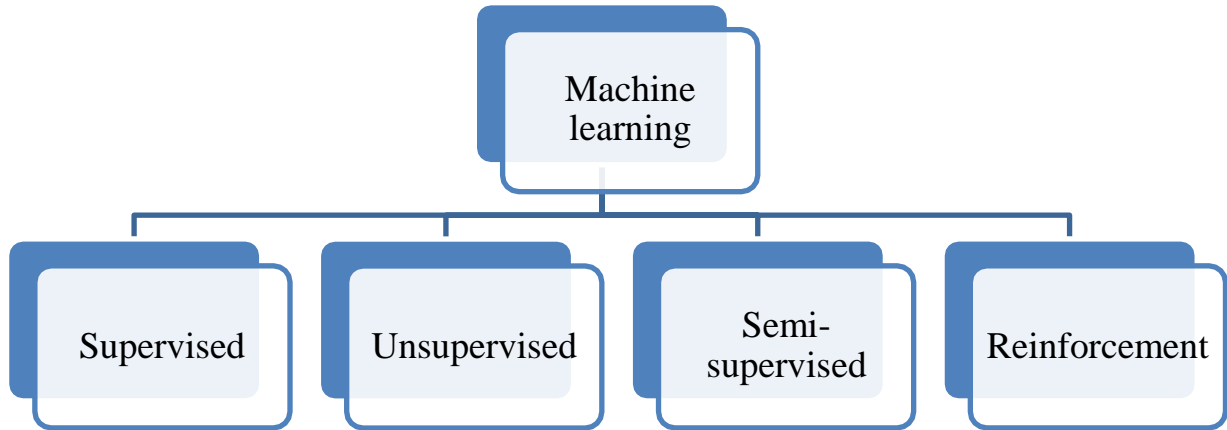 Machine
learning
Supervised
Unsupervised
Semi-
supervised
Reinforcement